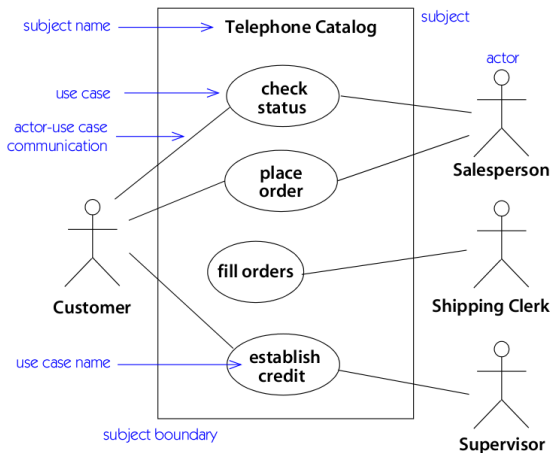 subject name
Telephone Catalog
subject
use case
check
status
actor
actor-use case
communication
place
order
Salesperson
fill orders
Customer
Shipping Clerk
use case name
establish
credit
subject boundary
Supervisor